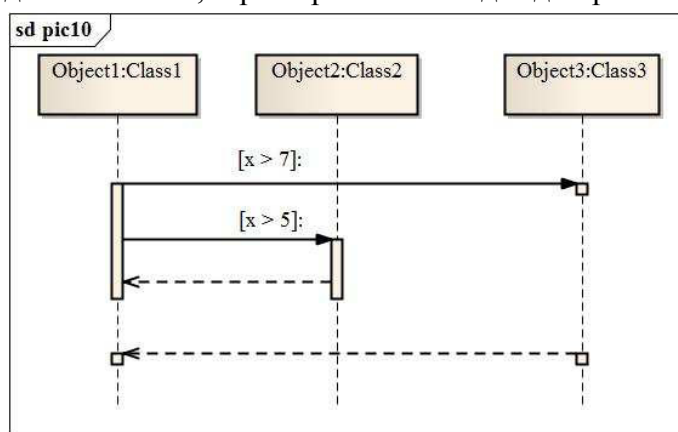 sd pic10
Object1:Class1 Object2:Class2 Object3:Class3
[x > 7]:
[x > 5]: